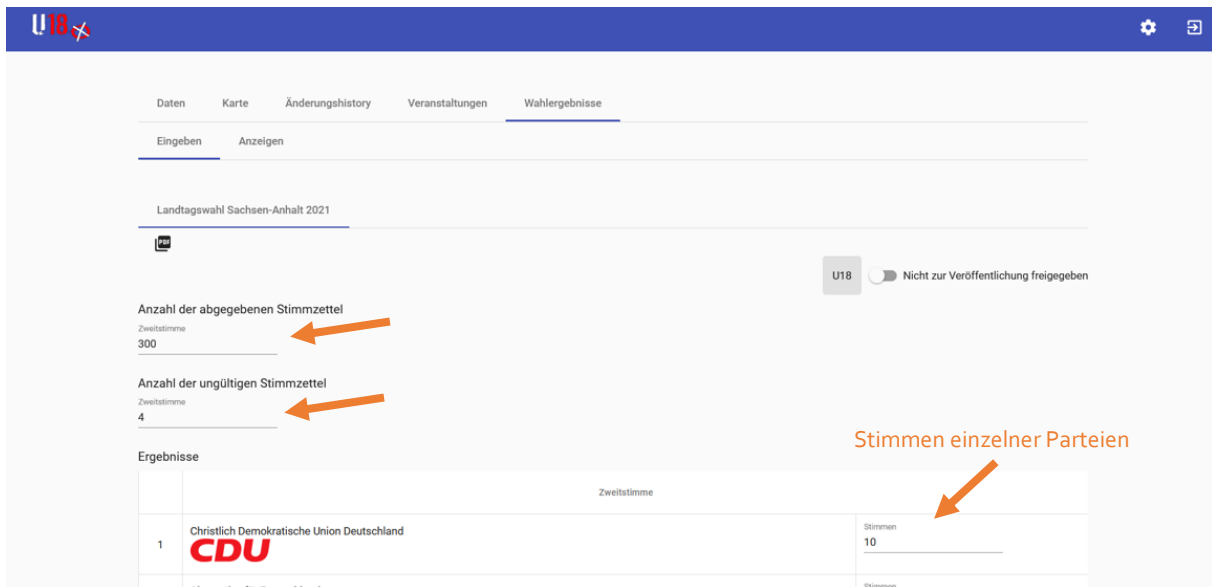 U18
Daten Karte Änderungshistory Veranstaltungen Wahlergebnisse
Eingeben Anzeigen
Landtagswahl Sachsen-Anhalt 2021
PDF
U18 Nicht zur Veröffentlichung freigegeben
Anzahl der abgegebenen Stimmzettel
Zweitstimme
300
Anzahl der ungültigen Stimmzettel
Zweitstimme
4
Stimmen einzelner Parteien
Ergebnisse
Zweitstimme
1 Christlich Demokratische Union Deutschland
CDU
Stimmen
10
Stimmen